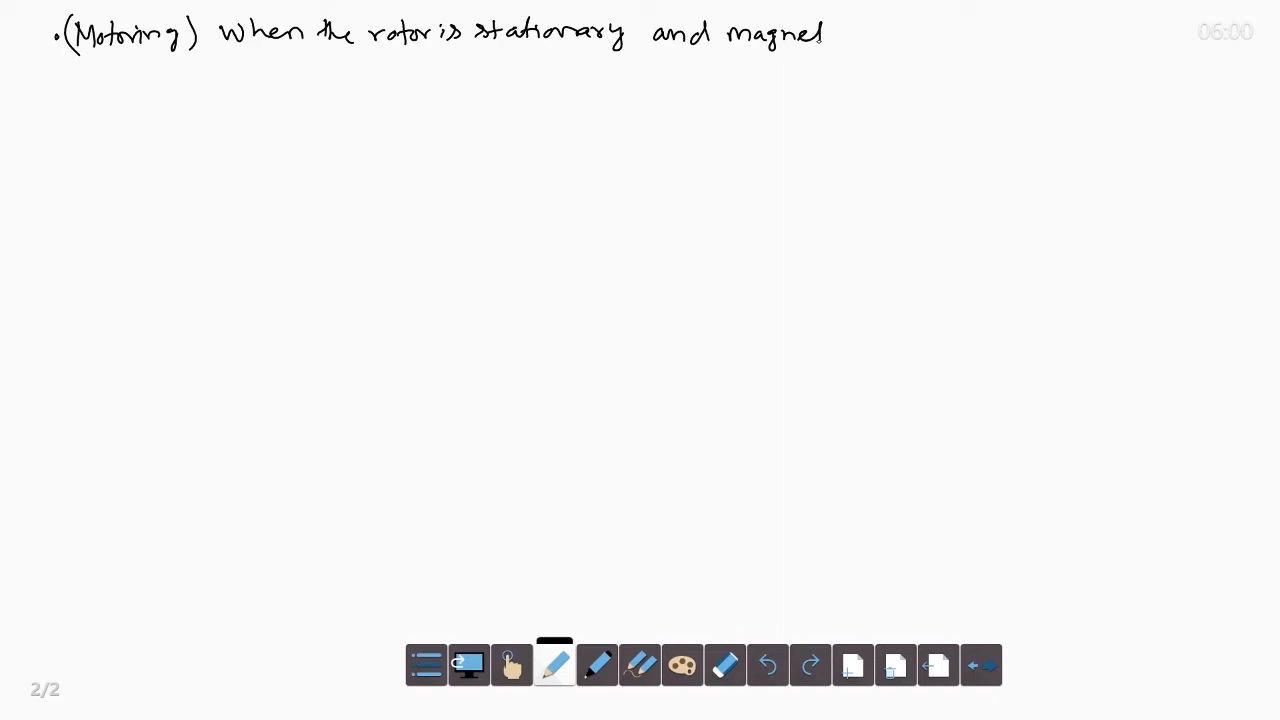 06:00
.(Motoring) When the rotor is stationary and magnet
2/2